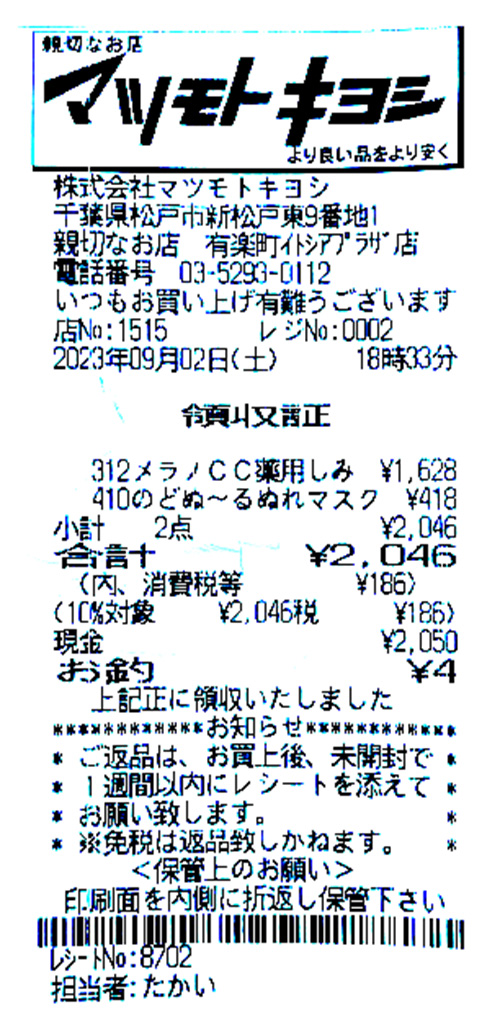 親切なお店
マツモトキヨシ
より良い品をより安く
株式会社マツモトキヨシ
千葉県松戸市新松戸東9番地1
親切なお店 有楽町ｲﾄｼｱﾌﾟﾗｻﾞ店
電話番号 03-5293-0112
いつもお買い上げ有難うございます
店No:1515 レジNo:0002
2023年09月02日(土) 18時33分
領収証
312メラノCC薬用しみ ¥1,628
410のどぬ～るぬれマスク ¥418
小計 2点 ¥2,046
合計 ¥2,046
(内、消費税等 ¥186)
(10%対象 ¥2,046税 ¥186)
現金 ¥2,050
お釣 ¥4
上記正に領収いたしました
************お知らせ************
* ご返品は、お買上後、未開封で *
* 1週間以内にレシートを添えて *
* お願い致します。 *
* ※免税は返品致しかねます。 *
<保管上のお願い>
印刷面を内側に折返し保管下さい
ﾚｼｰﾄNo:8702
担当者:たかい